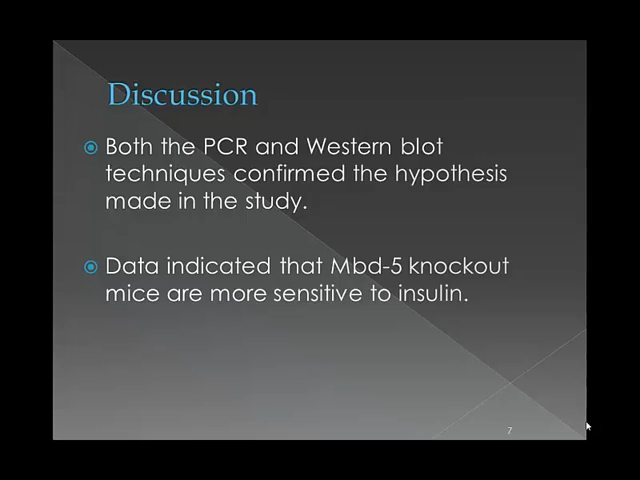 Discussion
Both the PCR and Western blot
techniques confirmed the hypothesis
made in the study.
Data indicated that Mbd-5 knockout
mice are more sensitive to insulin.
7